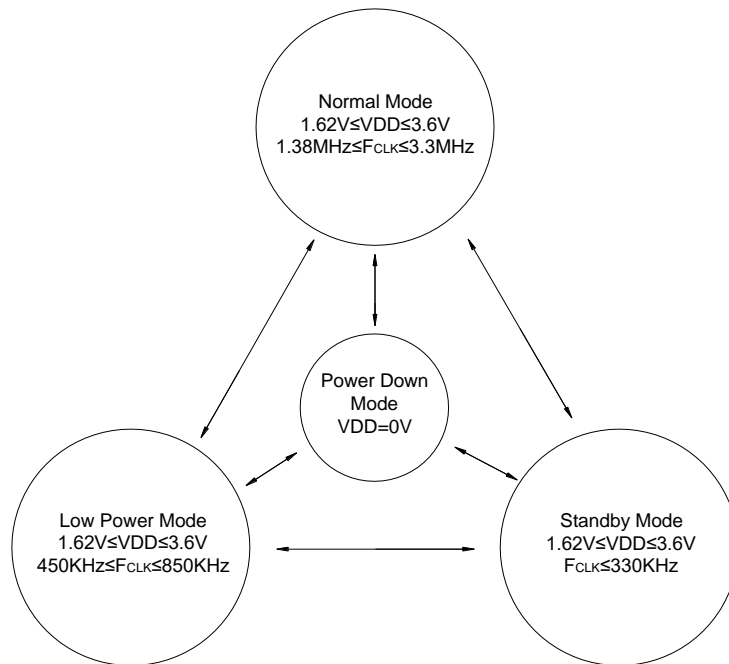 Normal Mode
1.62V≤VDD≤3.6V
1.38MHz≤FCLK≤3.3MHz
Power Down
Mode
VDD=0V
Low Power Mode
1.62V≤VDD≤3.6V
450KHz≤FCLK≤850KHz
Standby Mode
1.62V≤VDD≤3.6V
FCLK≤330KHz